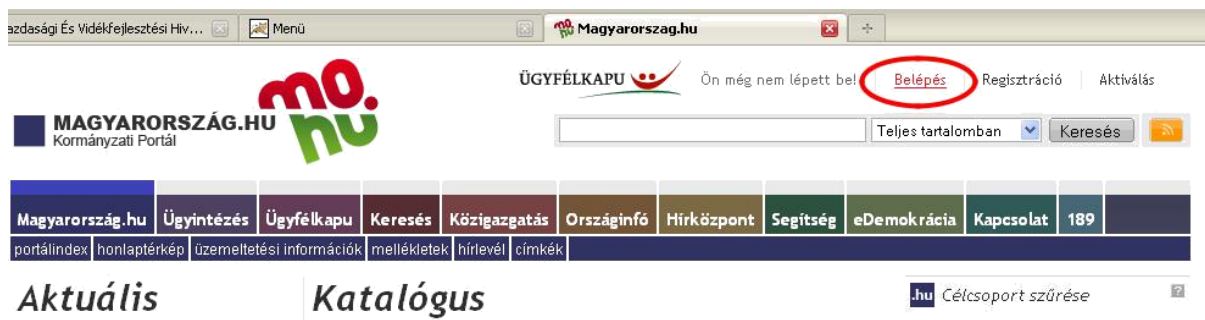 azdasági És Vidékfejlesztési Hiv... Menü Magyarorszag.hu
mo.
hu
ÜGYFÉLKAPU Ön még nem lépett be! Belépés Regisztráció Aktiválás
MAGYARORSZÁG.HU
Kormányzati Portál
Teljes tartalomban Keresés
Magyarország.hu Ügyintézés Ügyfélkapu Keresés Közigazgatás Országinfó Hírközpont Segítség eDemokrácia Kapcsolat 189
portálindex honlaptérkép üzemeltetési információk mellékletek hírlevél címkék
Aktuális Katalógus .hu Célcsoport szűrése ?